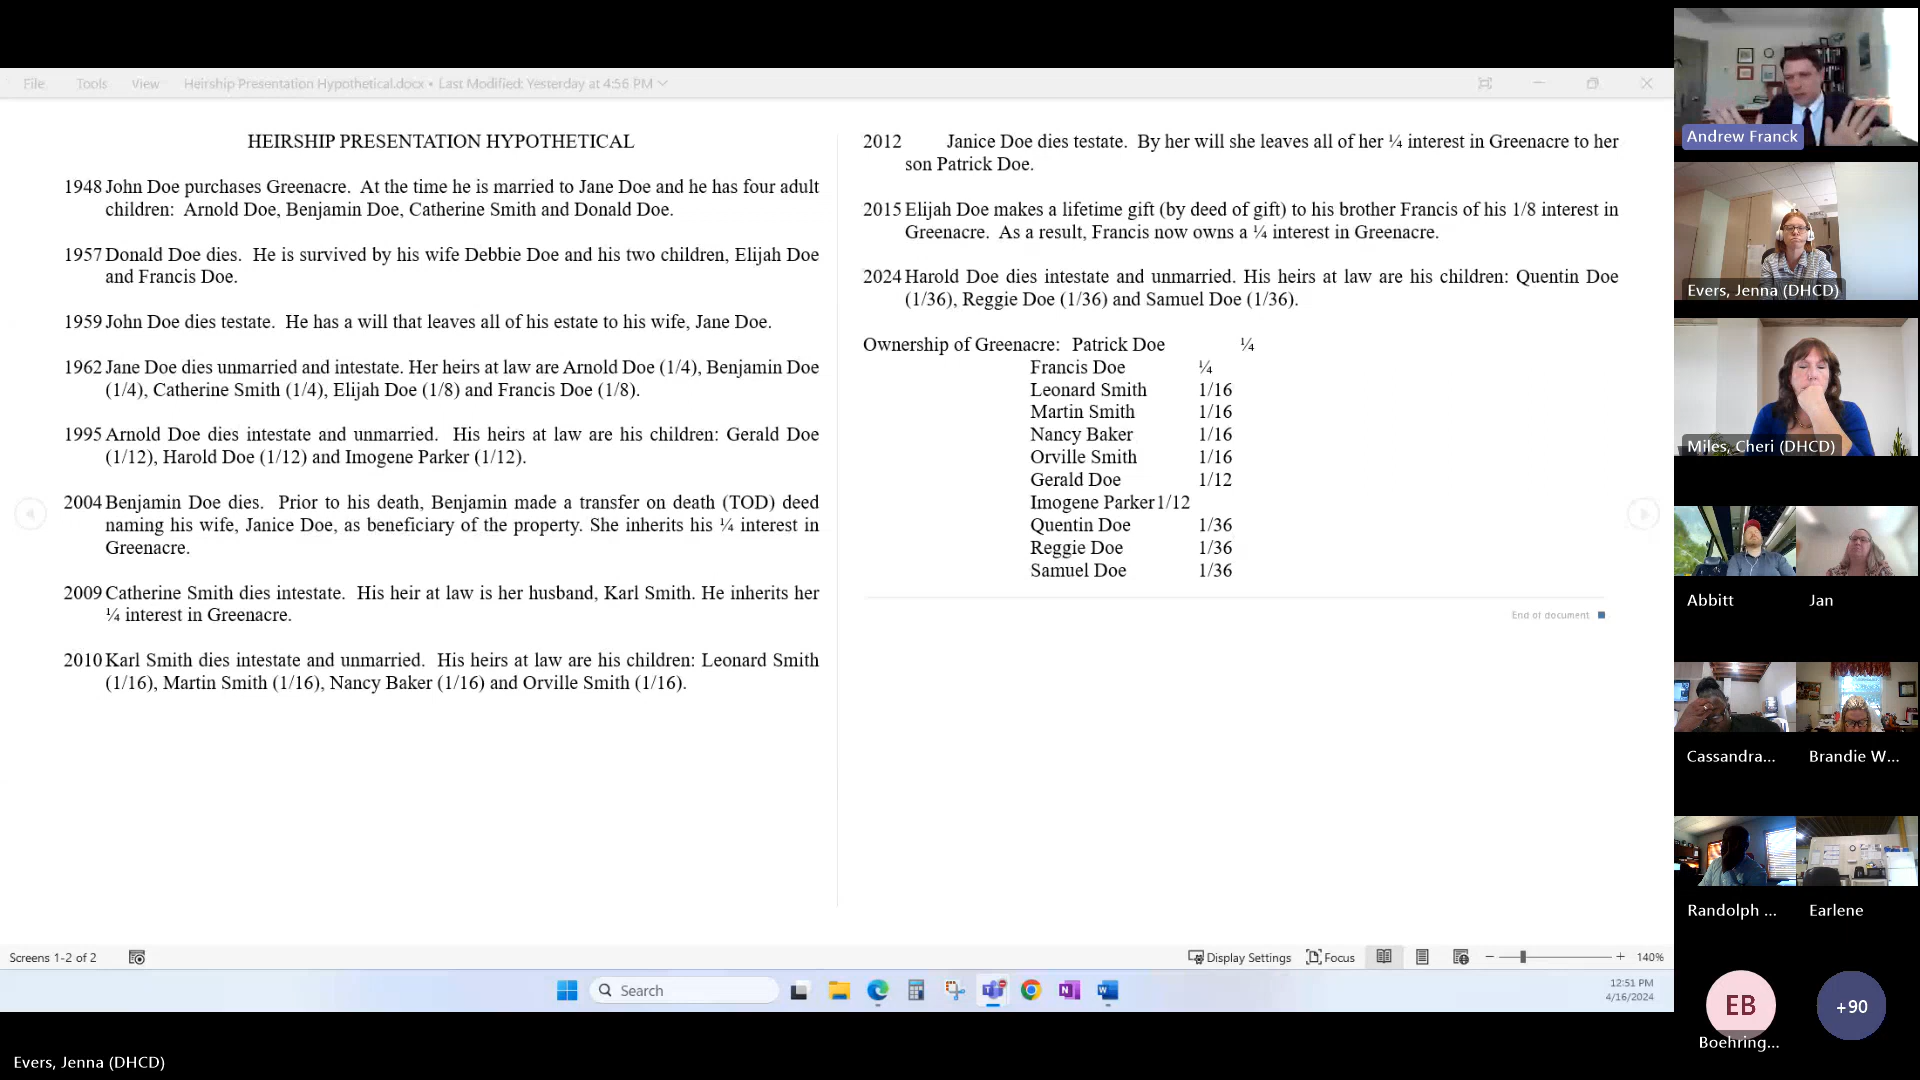 File Tools View Heirship Presentation Hypothetical.docx • Last Modified: Yesterday at 4:56 PM
HEIRSHIP PRESENTATION HYPOTHETICAL
1948 John Doe purchases Greenacre. At the time he is married to Jane Doe and he has four adult
children: Arnold Doe, Benjamin Doe, Catherine Smith and Donald Doe.
1957 Donald Doe dies. He is survived by his wife Debbie Doe and his two children, Elijah Doe
and Francis Doe.
1959 John Doe dies testate. He has a will that leaves all of his estate to his wife, Jane Doe.
1962 Jane Doe dies unmarried and intestate. Her heirs at law are Arnold Doe (1/4), Benjamin Doe
(1/4), Catherine Smith (1/4), Elijah Doe (1/8) and Francis Doe (1/8).
1995 Arnold Doe dies intestate and unmarried. His heirs at law are his children: Gerald Doe
(1/12), Harold Doe (1/12) and Imogene Parker (1/12).
2004 Benjamin Doe dies. Prior to his death, Benjamin made a transfer on death (TOD) deed
naming his wife, Janice Doe, as beneficiary of the property. She inherits his ¼ interest in
Greenacre.
2009 Catherine Smith dies intestate. His heir at law is her husband, Karl Smith. He inherits her
¼ interest in Greenacre.
2010 Karl Smith dies intestate and unmarried. His heirs at law are his children: Leonard Smith
(1/16), Martin Smith (1/16), Nancy Baker (1/16) and Orville Smith (1/16).
2012 Janice Doe dies testate. By her will she leaves all of her ¼ interest in Greenacre to her
son Patrick Doe.
2015 Elijah Doe makes a lifetime gift (by deed of gift) to his brother Francis of his 1/8 interest in
Greenacre. As a result, Francis now owns a ¼ interest in Greenacre.
2024 Harold Doe dies intestate and unmarried. His heirs at law are his children: Quentin Doe
(1/36), Reggie Doe (1/36) and Samuel Doe (1/36).
Ownership of Greenacre: Patrick Doe ¼
Francis Doe ¼
Leonard Smith 1/16
Martin Smith 1/16
Nancy Baker 1/16
Orville Smith 1/16
Gerald Doe 1/12
Imogene Parker 1/12
Quentin Doe 1/36
Reggie Doe 1/36
Samuel Doe 1/36
End of document
Screens 1-2 of 2
Display Settings Focus 140%
Search
12:51 PM
4/16/2024
Evers, Jenna (DHCD)
Andrew Franck
Evers, Jenna (DHCD)
Miles, Cheri (DHCD)
Abbitt Jan
Cassandra... Brandie W...
Randolph ... Earlene
EB +90
Boehring...